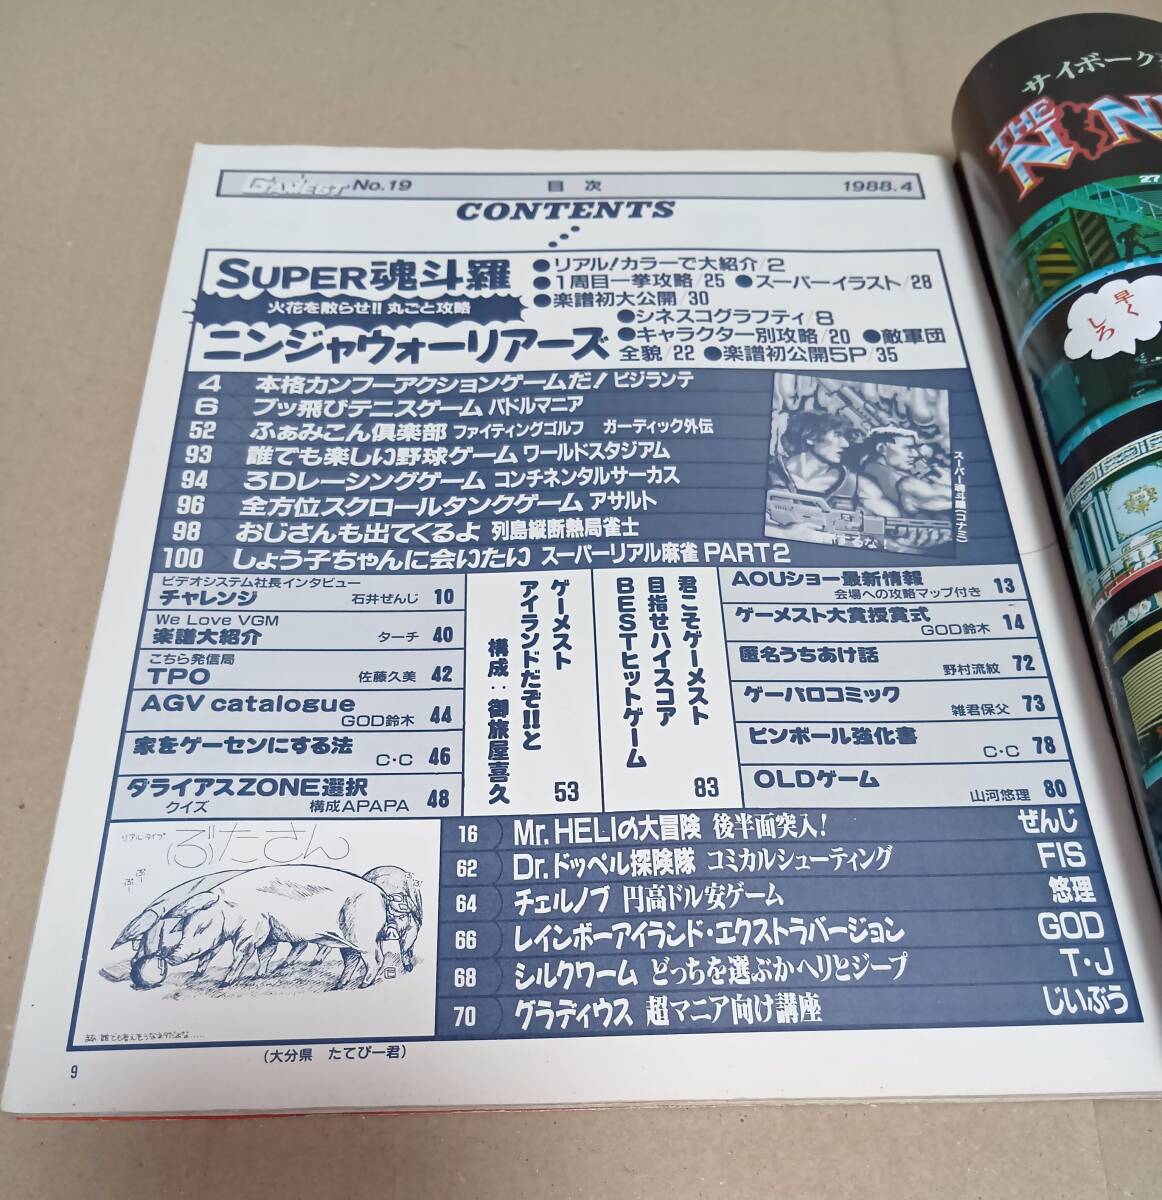 GAMEST No.19 目次 1988.4
CONTENTS
SUPER魂斗羅
火花を散らせ!! 丸ごと攻略
ニンジャウォーリアーズ
●リアル!カラーで大紹介/2
●1周目一挙攻略/25 ●スーパーイラスト/28
●楽譜初大公開/30
●シネスコグラフティ/8
●キャラクター別攻略/20 ●敵軍団
全貌/22 ●楽譜初公開5P/35
4 本格カンフーアクションゲームだ! ビジランテ
6 ブッ飛びテニスゲーム パドルマニア
52 ふぁみこん倶楽部 ファイティングゴルフ ガーディック外伝
93 誰でも楽しい野球ゲーム ワールドスタジアム
94 3Dレーシングゲーム コンチネンタルサーカス
96 全方位スクロールタンクゲーム アサルト
98 おじさんも出てくるよ 列島縦断熱局雀士
100 しょう子ちゃんに会いたい スーパーリアル麻雀 PART2
スーパー魂斗羅(コナミ)
するな!
ビデオシステム社長インタビュー
チャレンジ 石井ぜんじ 10
We Love VGM
楽譜大紹介 ターチ 40
こちら発信局
TPO 佐藤久美 42
AGV catalogue
GOD鈴木 44
家をゲーセンにする法
C・C 46
ダライアスZONE選択
クイズ 構成APAPA 48
ゲーメスト
アイランドだぞ!!と
構成:御旅屋喜久
53
君こそゲーメスト
目指せハイスコア
BESTヒットゲーム
83
AOUショー最新情報
会場への攻略マップ付き 13
ゲーメスト大賞授賞式
GOD鈴木 14
匿名うちあけ話
野村流紋 72
ゲーパロコミック
雑君保父 73
ピンボール強化書
C・C 78
OLDゲーム
山河悠理 80
16 Mr.HELIの大冒険 後半面突入! ぜんじ
62 Dr.ドッペル探険隊 コミカルシューティング FIS
64 チェルノブ 円高ドル安ゲーム 悠理
66 レインボーアイランド・エクストラバージョン GOD
68 シルクワーム どっちを選ぶかヘリとジープ T・J
70 グラディウス 超マニア向け講座 じいぶう
リアルタイプ
ぶたさん
ぶ ぶ
ぶ ぶ
(大分県 たてぴー君)
9
サイボーグ
THE NIN
27
早く
しろ
7800